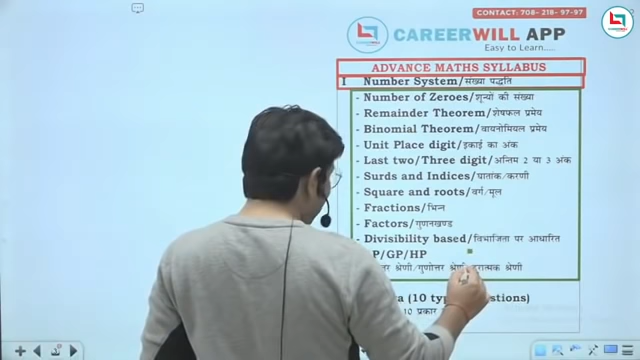 CONTACT: 708-218-97-97
CAREERWILL APP
Easy to Learn.....
ADVANCE MATHS SYLLABUS
I Number System/संख्या पद्धति
- Number of Zeroes/शून्यों की संख्या
- Remainder Theorem/शेषफल प्रमेय
- Binomial Theorem/वायनोमियल प्रमेय
- Unit Place digit/इकाई का अंक
- Last two/Three digit/अन्तिम 2 या 3 अंक
- Surds and Indices/घातांक/करणी
- Square and roots/वर्ग/मूल
- Fractions/भिन्न
- Factors/गुणनखण्ड
- Divisibility based/विभाजिता पर आधारित
P/GP/HP
श्रेणी/गुणोत्तर श्रेणी श्रेणी
(10
10 प्रकार